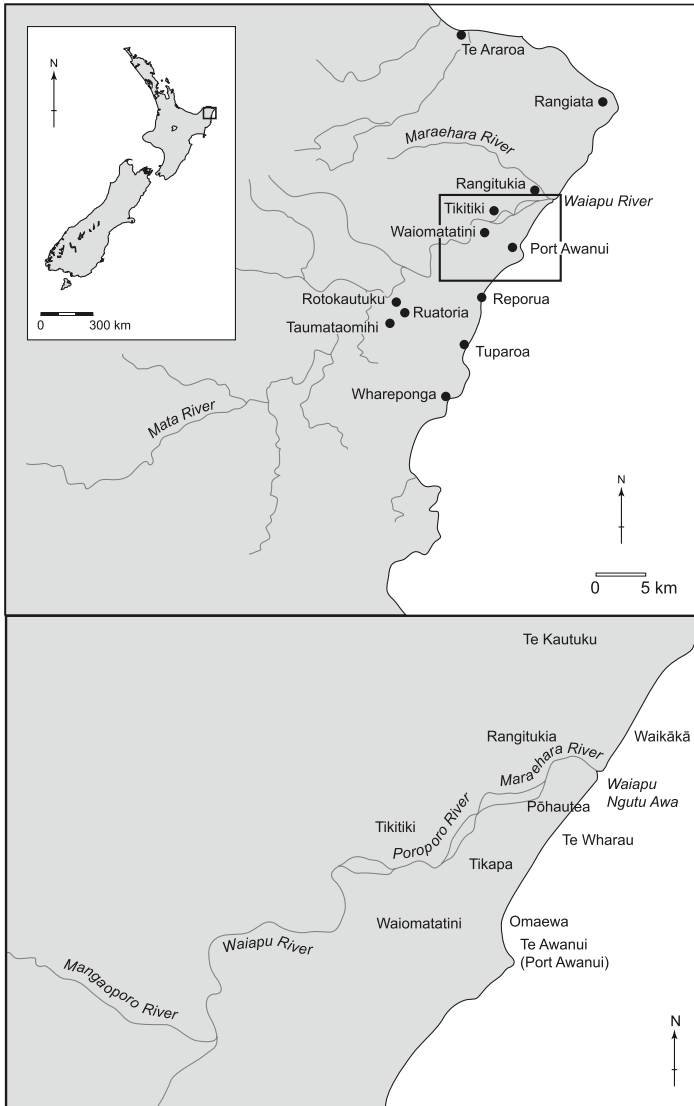 N
0 300 km
Te Araroa
Rangiata
Maraehara River
Rangitukia
Waiapu River
Tikitiki
Waiomatatini
Port Awanui
Rotokautuku
Reporua
Ruatoria
Taumataomihi
Tuparoa
Whareponga
Mata River
N
0 5 km
Te Kautuku
Rangitukia
Waikākā
Maraehara River
Waiapu
Ngutu Awa
Pōhautea
Poroporo River
Tikitiki
Te Wharau
Tikapa
Waiomatatini
Omaewa
Waiapu River
Te Awanui
(Port Awanui)
Mangaoporo River
N